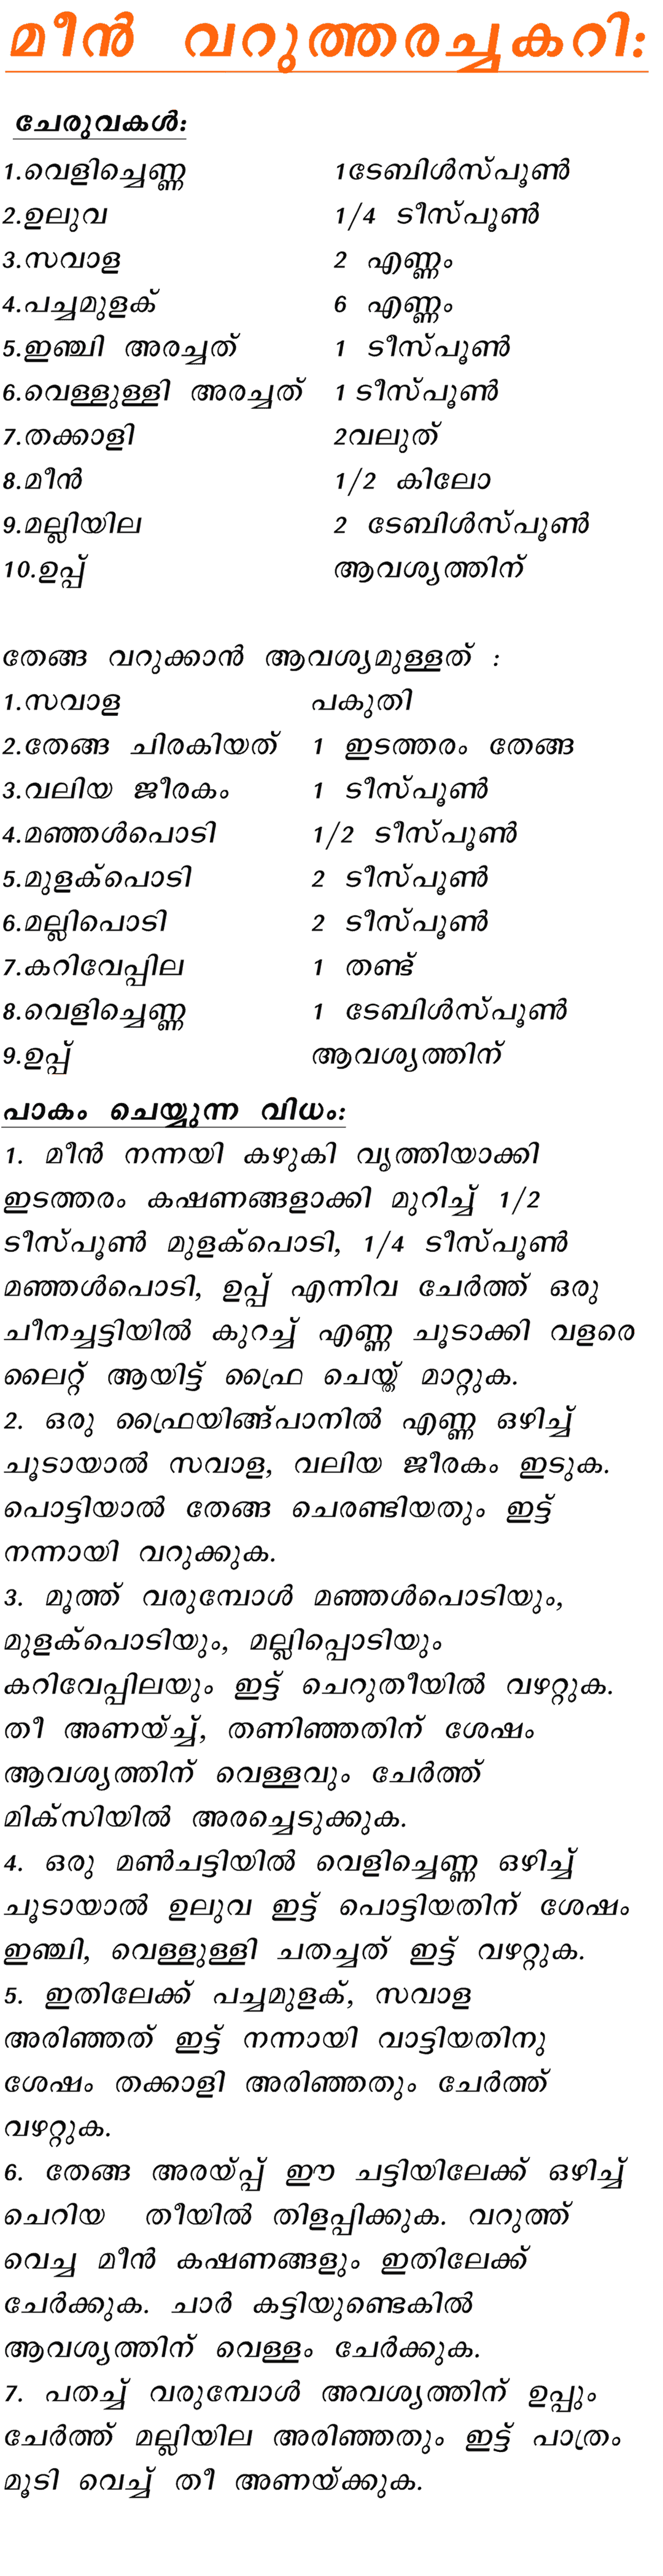 മീൻ വറുത്തരച്ചകറി:
ചേരുവകൾ:
1.വെളിച്ചെണ്ണ 1ടേബിൾസ്പൂൺ
2.ഉലുവ 1/4 ടീസ്പൂൺ
3.സവാള 2 എണ്ണം
4.പച്ചമുളക് 6 എണ്ണം
5.ഇഞ്ചി അരച്ചത് 1 ടീസ്പൂൺ
6.വെള്ളുള്ളി അരച്ചത് 1 ടീസ്പൂൺ
7.തക്കാളി 2വലുത്
8.മീൻ 1/2 കിലോ
9.മല്ലിയില 2 ടേബിൾസ്പൂൺ
10.ഉപ്പ് ആവശ്യത്തിന്
തേങ്ങ വറുക്കാൻ ആവശ്യമുള്ളത് :
1.സവാള പകുതി
2.തേങ്ങ ചിരകിയത് 1 ഇടത്തരം തേങ്ങ
3.വലിയ ജീരകം 1 ടീസ്പൂൺ
4.മഞ്ഞൾപൊടി 1/2 ടീസ്പൂൺ
5.മുളക്പൊടി 2 ടീസ്പൂൺ
6.മല്ലിപൊടി 2 ടീസ്പൂൺ
7.കറിവേപ്പില 1 തണ്ട്
8.വെളിച്ചെണ്ണ 1 ടേബിൾസ്പൂൺ
9.ഉപ്പ് ആവശ്യത്തിന്
പാകം ചെയ്യുന്ന വിധം:
1. മീൻ നന്നയി കഴുകി വൃത്തിയാക്കി
ഇടത്തരം കഷണങ്ങളാക്കി മുറിച്ച് 1/2
ടീസ്പൂൺ മുളക്പൊടി, 1/4 ടീസ്പൂൺ
മഞ്ഞൾപൊടി, ഉപ്പ് എന്നിവ ചേർത്ത് ഒരു
ചീനച്ചട്ടിയിൽ കുറച്ച് എണ്ണ ചൂടാക്കി വളരെ
ലൈറ്റ് ആയിട്ട് ഫ്രൈ ചെയ്ത് മാറ്റുക.
2. ഒരു ഫ്രൈയിങ്ങ്പാനിൽ എണ്ണ ഒഴിച്ച്
ചൂടായാൽ സവാള, വലിയ ജീരകം ഇടുക.
പൊട്ടിയാൽ തേങ്ങ ചെരണ്ടിയതും ഇട്ട്
നന്നായി വറുക്കുക.
3. മൂത്ത് വരുമ്പോൾ മഞ്ഞൾപൊടിയും,
മുളക്പൊടിയും, മല്ലിപ്പൊടിയും
കറിവേപ്പിലയും ഇട്ട് ചെറുതീയിൽ വഴറ്റുക.
തീ അണയ്ച്ച്, തണിഞ്ഞതിന് ശേഷം
ആവശ്യത്തിന് വെള്ളവും ചേർത്ത്
മിക്സിയിൽ അരച്ചെടുക്കുക.
4. ഒരു മൺചട്ടിയിൽ വെളിച്ചെണ്ണ ഒഴിച്ച്
ചൂടായാൽ ഉലുവ ഇട്ട് പൊട്ടിയതിന് ശേഷം
ഇഞ്ചി, വെള്ളുള്ളി ചതച്ചത് ഇട്ട് വഴറ്റുക.
5. ഇതിലേക്ക് പച്ചമുളക്, സവാള
അരിഞ്ഞത് ഇട്ട് നന്നായി വാട്ടിയതിനു
ശേഷം തക്കാളി അരിഞ്ഞതും ചേർത്ത്
വഴറ്റുക.
6. തേങ്ങ അരയ്പ്പ് ഈ ചട്ടിയിലേക്ക് ഒഴിച്ച്
ചെറിയ തീയിൽ തിളപ്പിക്കുക. വറുത്ത്
വെച്ച മീൻ കഷണങ്ങളും ഇതിലേക്ക്
ചേർക്കുക. ചാർ കട്ടിയുണ്ടെകിൽ
ആവശ്യത്തിന് വെള്ളം ചേർക്കുക.
7. പതച്ച് വരുമ്പോൾ അവശ്യത്തിന് ഉപ്പും
ചേർത്ത് മല്ലിയില അരിഞ്ഞതും ഇട്ട് പാത്രം
മൂടി വെച്ച് തീ അണയ്ക്കുക.